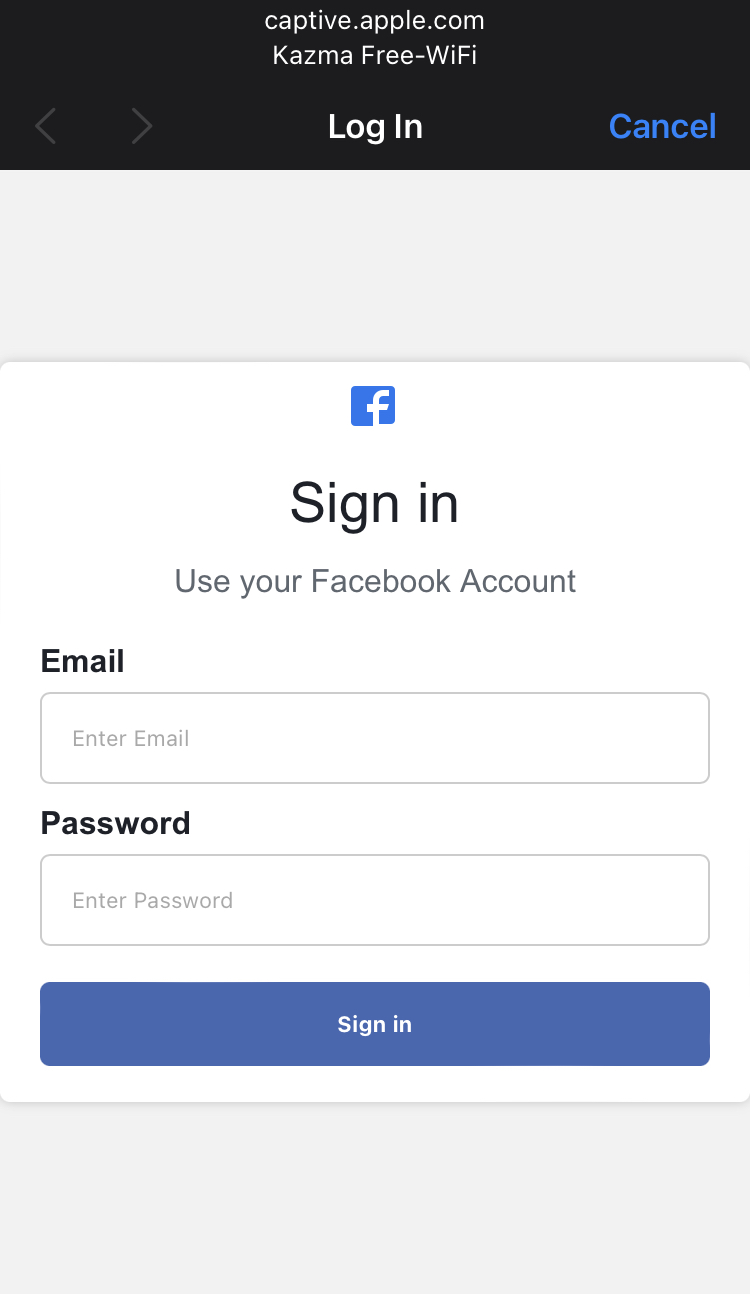 captive.apple.com
Kazma Free-WiFi
Log In
Cancel
Sign in
Use your Facebook Account
Email
Enter Email
Password
Enter Password
Sign in